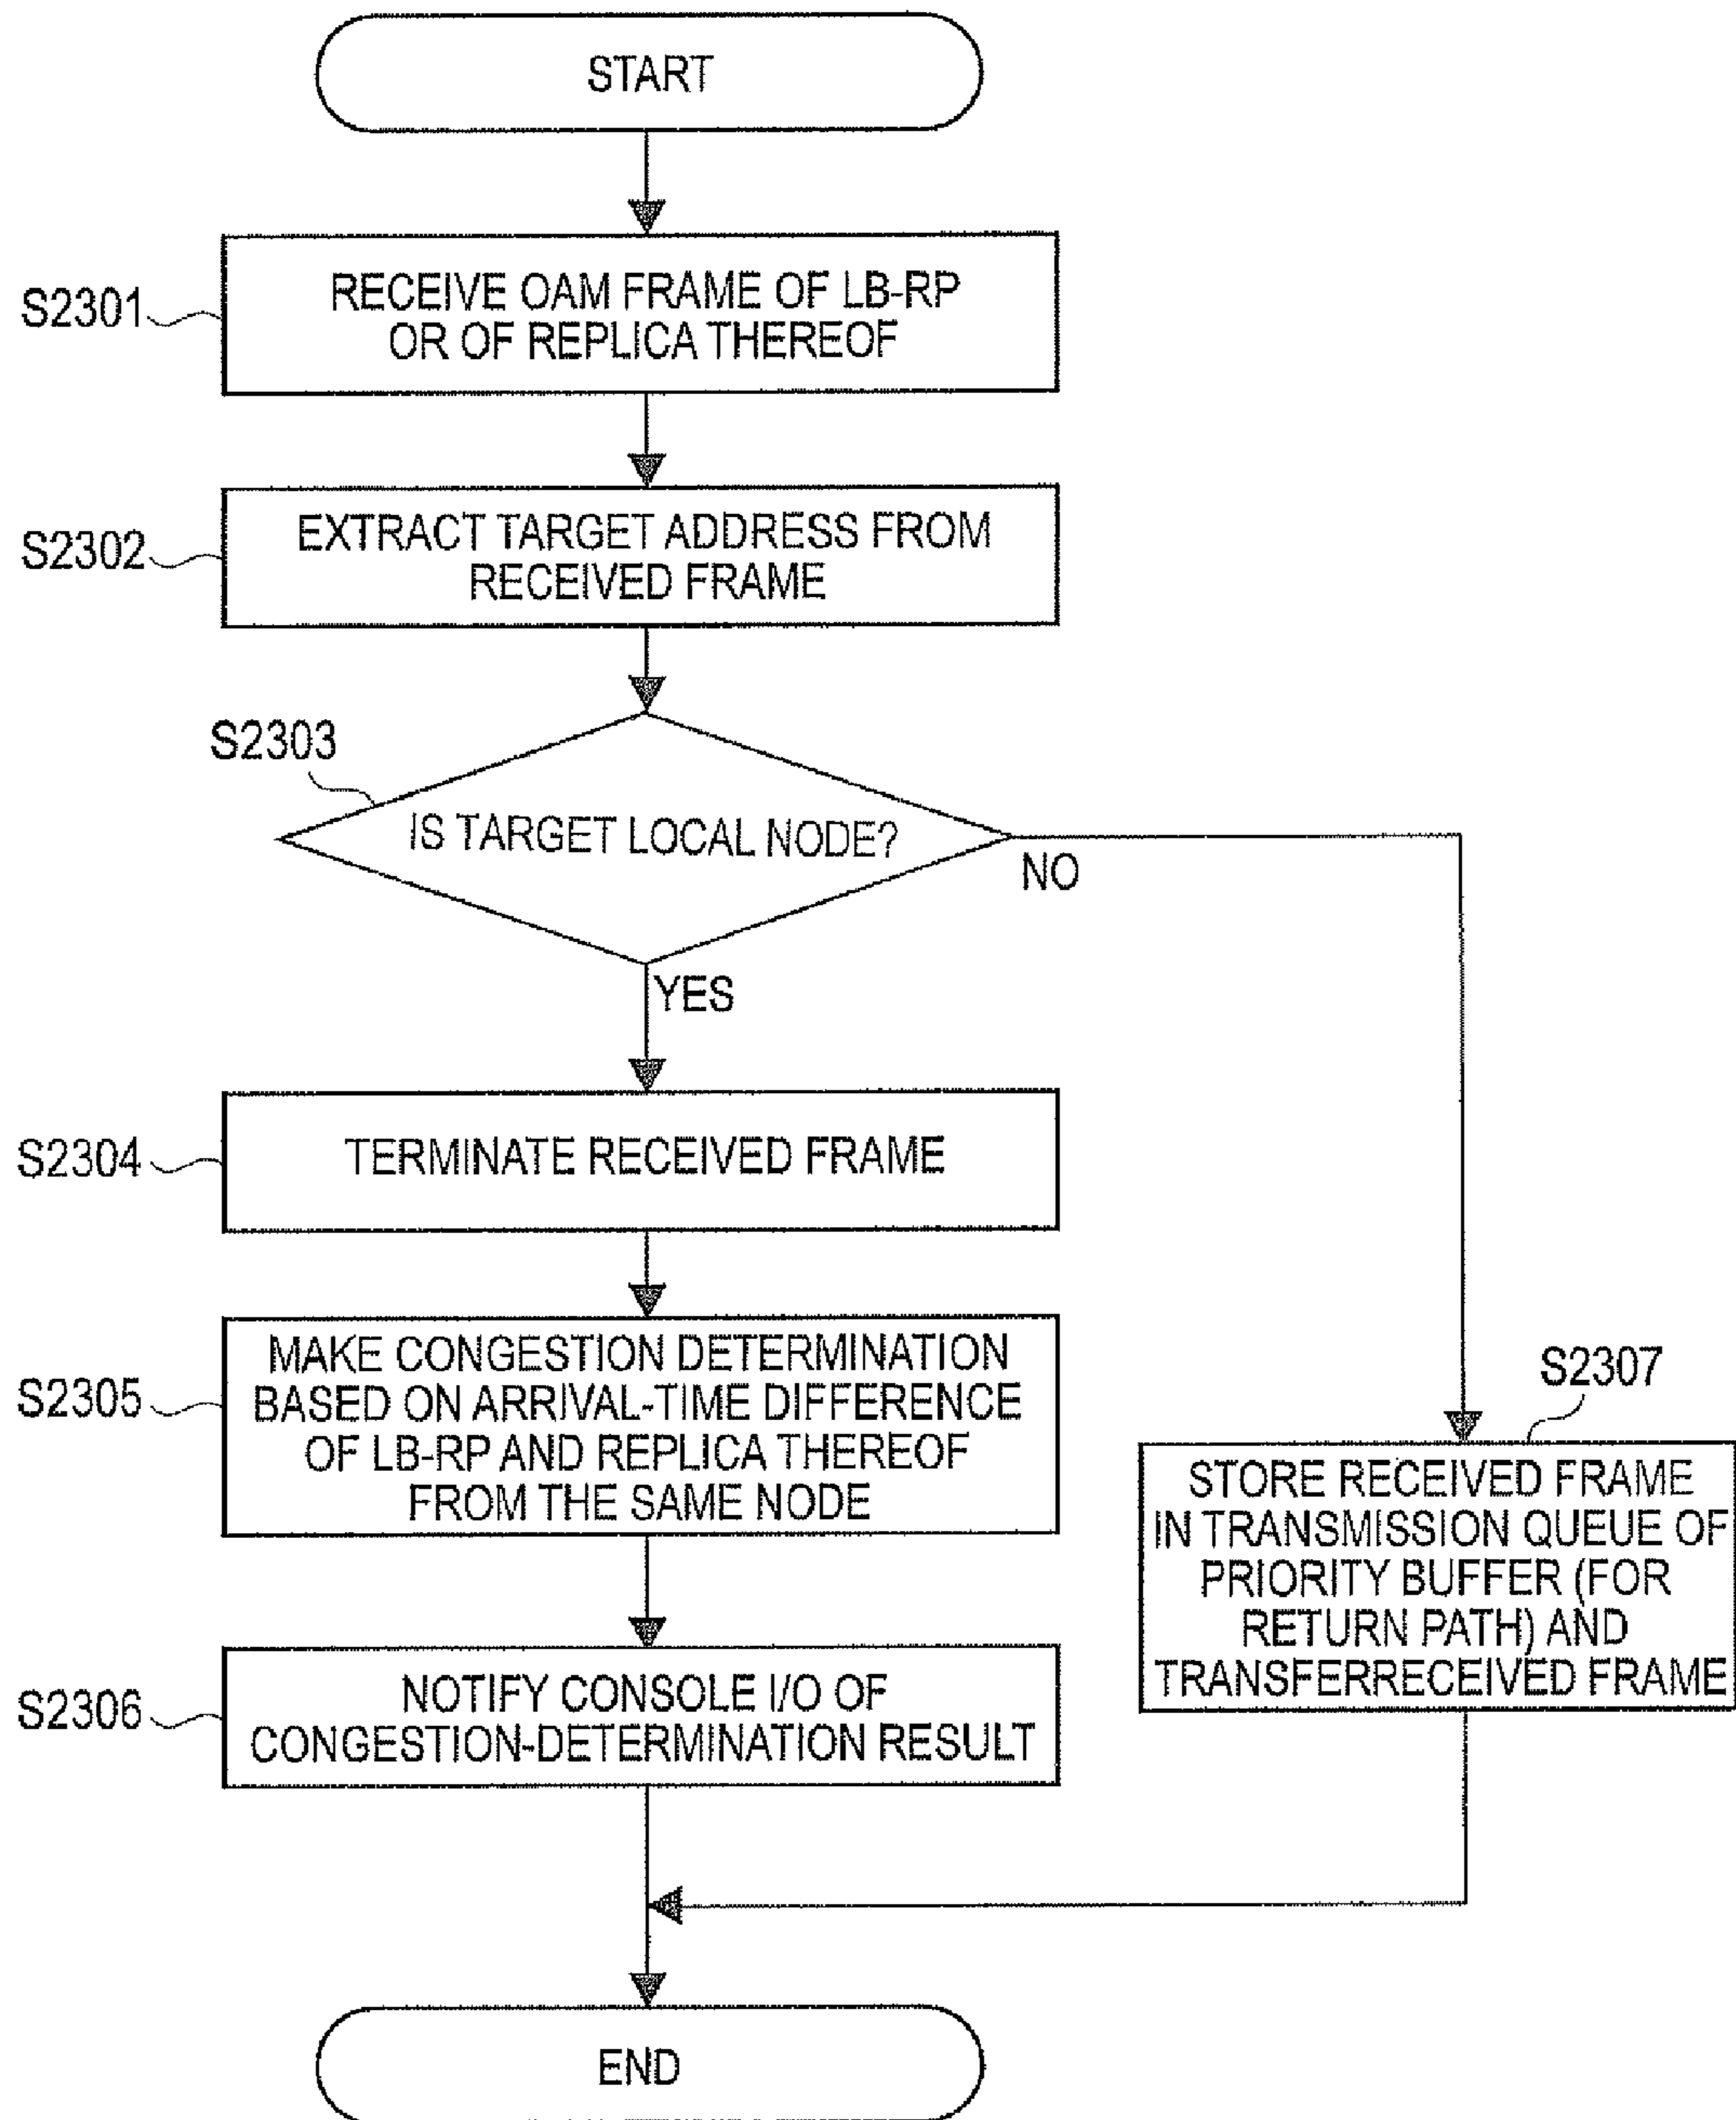 START
S2301
RECEIVE OAM FRAME OF LB-RP
OR OF REPLICA THEREOF
S2302
EXTRACT TARGET ADDRESS FROM
RECEIVED FRAME
S2303
IS TARGET LOCAL NODE?
NO
YES
S2304
TERMINATE RECEIVED FRAME
S2305
MAKE CONGESTION DETERMINATION
BASED ON ARRIVAL-TIME DIFFERENCE
OF LB-RP AND REPLICA THEREOF
FROM THE SAME NODE
S2307
STORE RECEIVED FRAME
IN TRANSMISSION QUEUE OF
PRIORITY BUFFER (FOR
RETURN PATH) AND
TRANSFERRECEIVED FRAME
S2306
NOTIFY CONSOLE I/O OF
CONGESTION-DETERMINATION RESULT
END